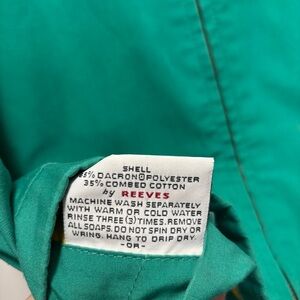 SHELL
65% DACRON® POLYESTER
35% COMBED COTTON
by REEVES
MACHINE WASH SEPARATELY
WITH WARM OR COLD WATER
RINSE THREE (3) TIMES. REMOVE
ALL SOAPS. DO NOT SPIN DRY OR
WRING. HANG TO DRIP DRY.
-OR-